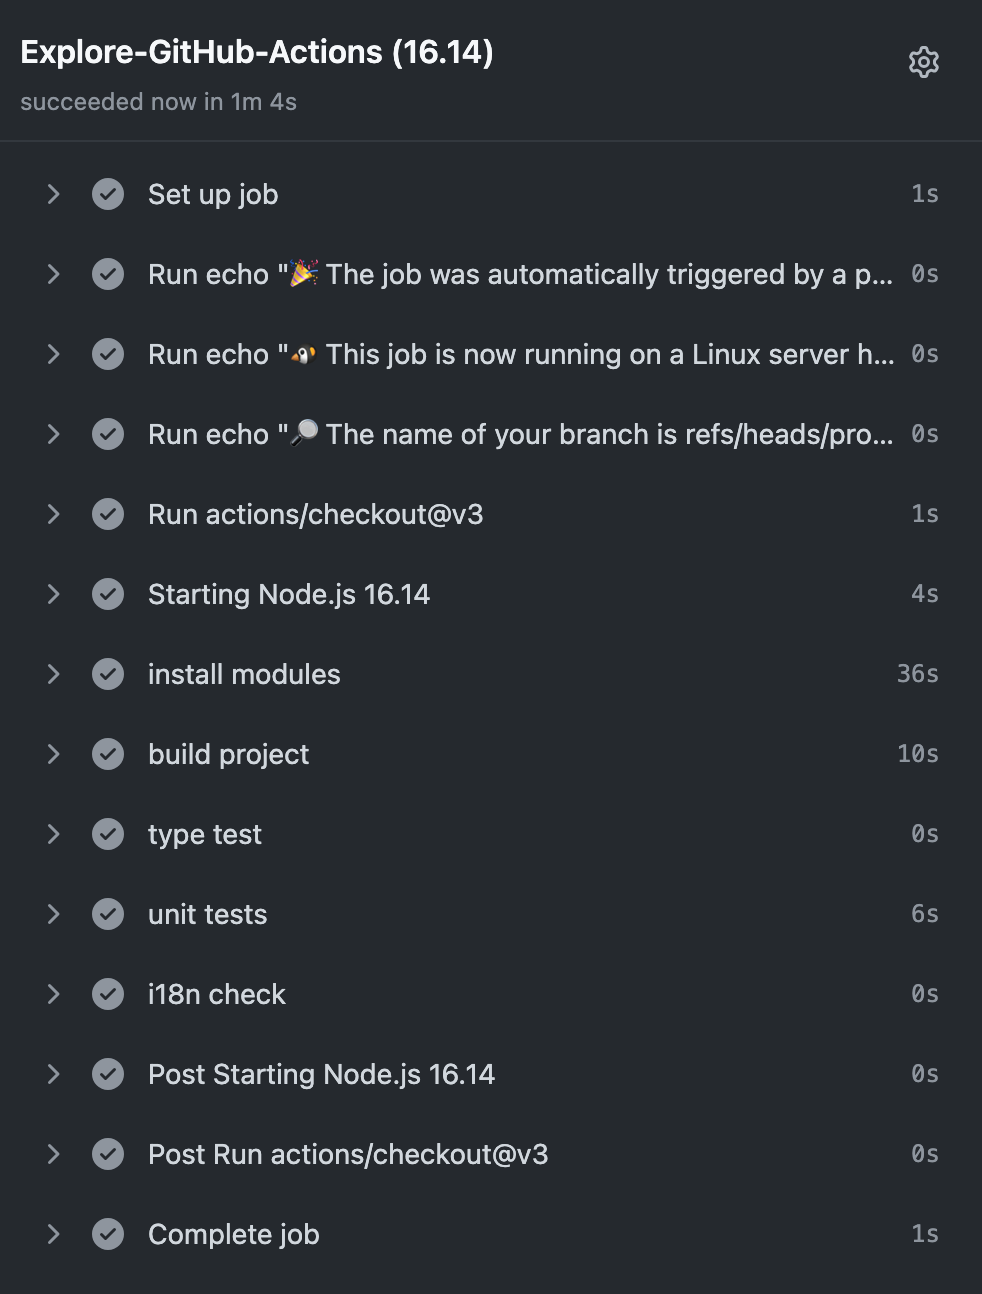 Explore-GitHub-Actions (16.14)
succeeded now in 1m 4s
Set up job 1s
Run echo "🎉 The job was automatically triggered by a p... 0s
Run echo "🐧 This job is now running on a Linux server h... 0s
Run echo "🔎 The name of your branch is refs/heads/pro... 0s
Run actions/checkout@v3 1s
Starting Node.js 16.14 4s
install modules 36s
build project 10s
type test 0s
unit tests 6s
i18n check 0s
Post Starting Node.js 16.14 0s
Post Run actions/checkout@v3 0s
Complete job 1s